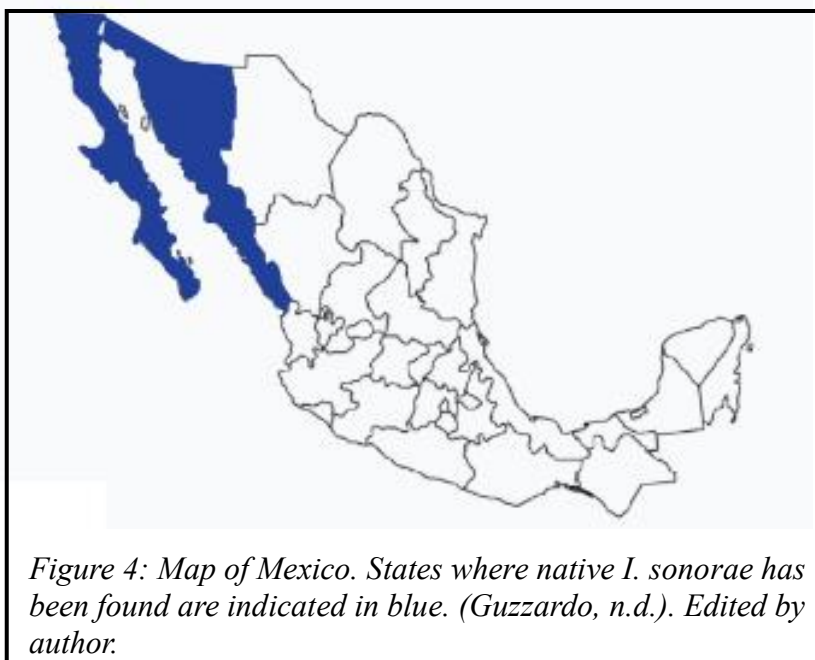 Figure 4: Map of Mexico. States where native I. sonorae has
been found are indicated in blue. (Guzzardo, n.d.). Edited by
author.